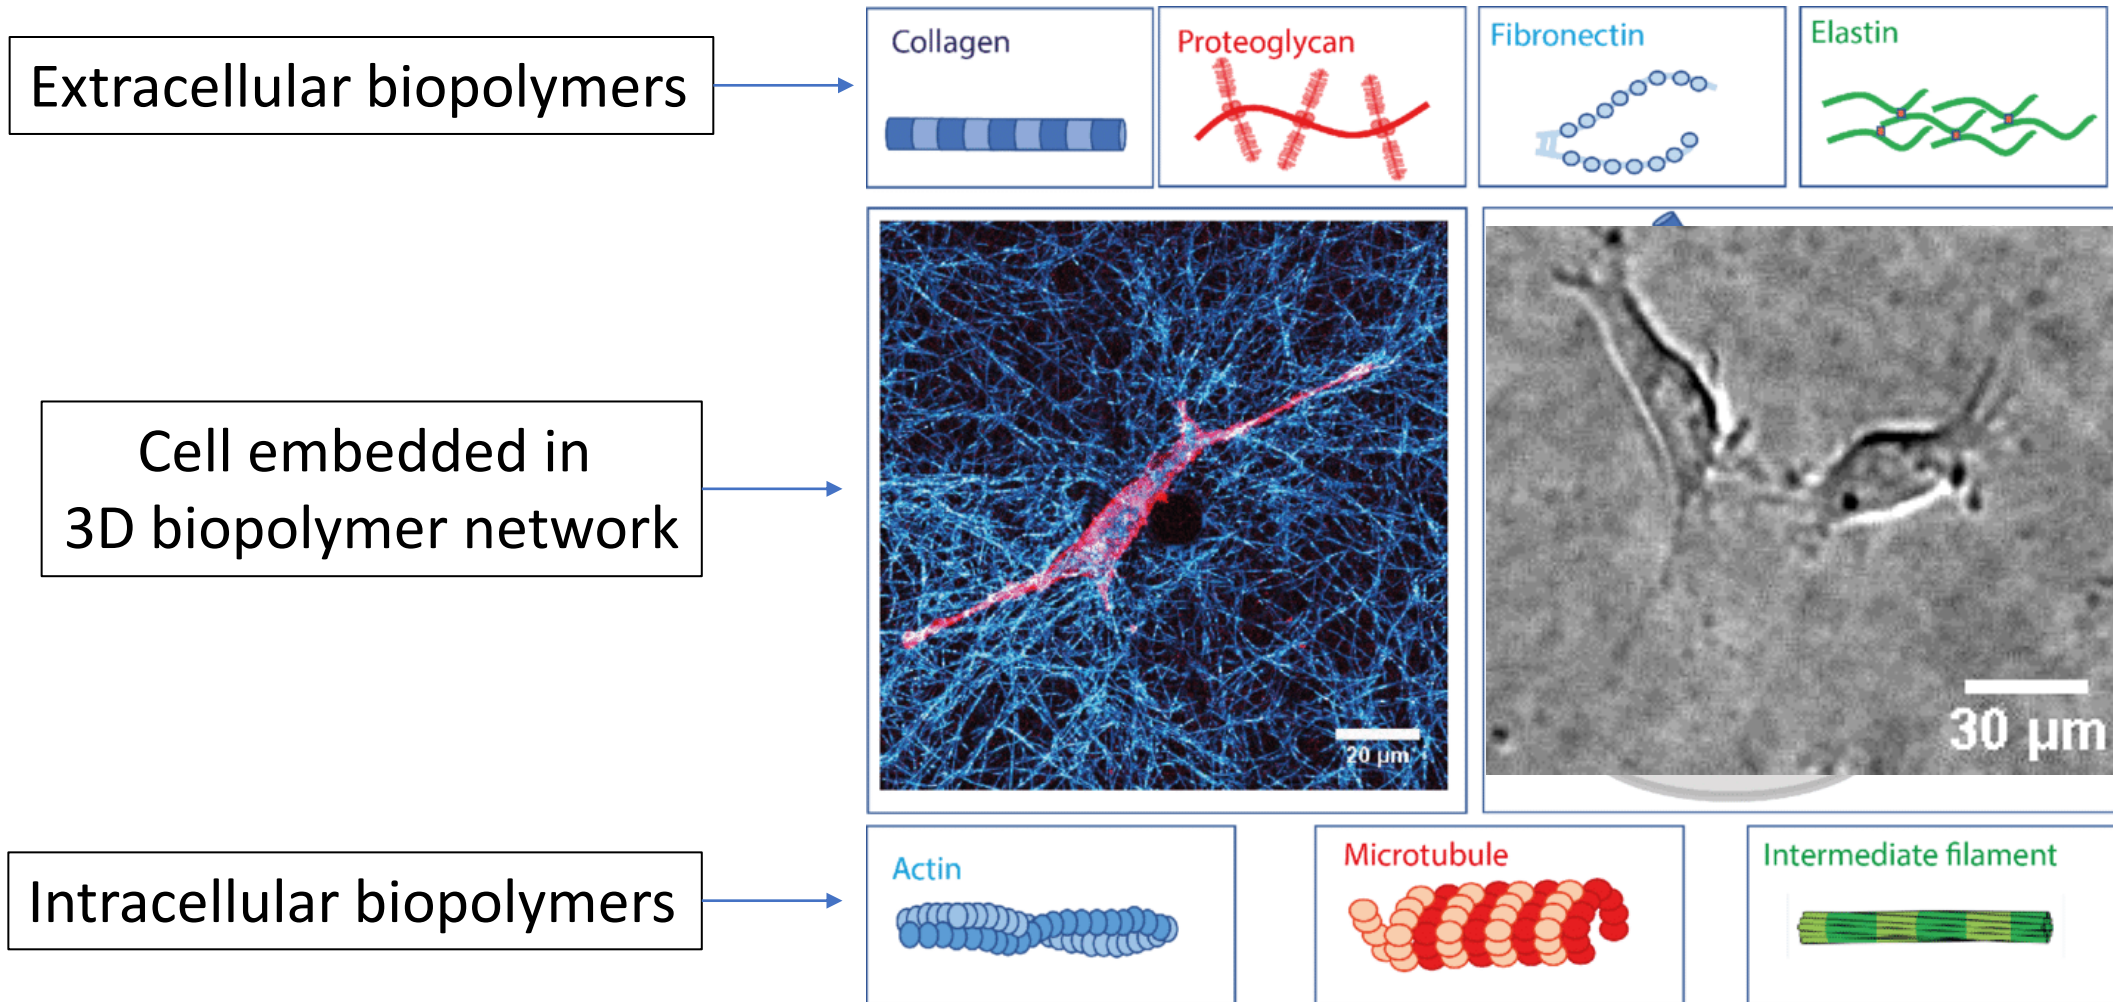 Extracellular biopolymers
Collagen
Proteoglycan
Fibronectin
Elastin
Cell embedded in
3D biopolymer network
20 µm
30 µm
Intracellular biopolymers
Actin
Microtubule
Intermediate filament